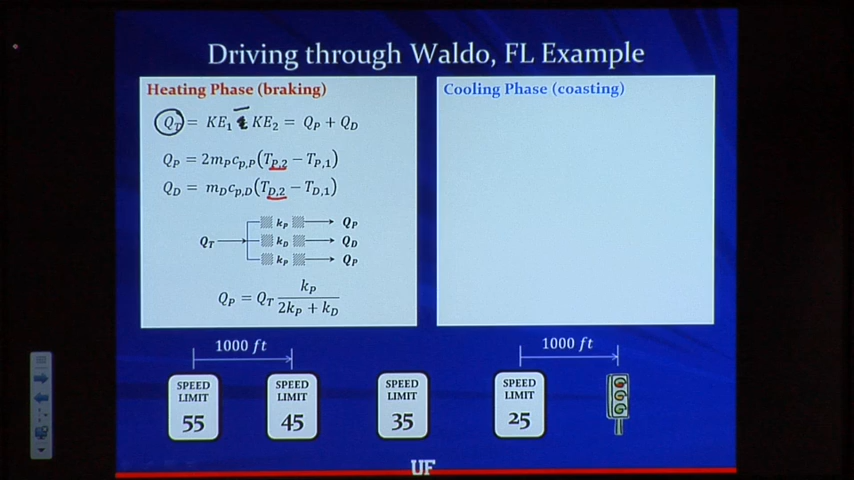 Driving through Waldo, FL Example
Heating Phase (braking)
Q_T = KE_1 - KE_2 = Q_P + Q_D
Q_P = 2m_P c_{p,P}(T_{P,2} − T_{P,1})
Q_D = m_D c_{p,D}(T_{D,2} − T_{D,1})
Q_T
k_P Q_P
k_D Q_D
k_P Q_P
Q_P = Q_T k_P / (2k_P + k_D)
Cooling Phase (coasting)
1000 ft
1000 ft
SPEED
LIMIT
55
SPEED
LIMIT
45
SPEED
LIMIT
35
SPEED
LIMIT
25
UF